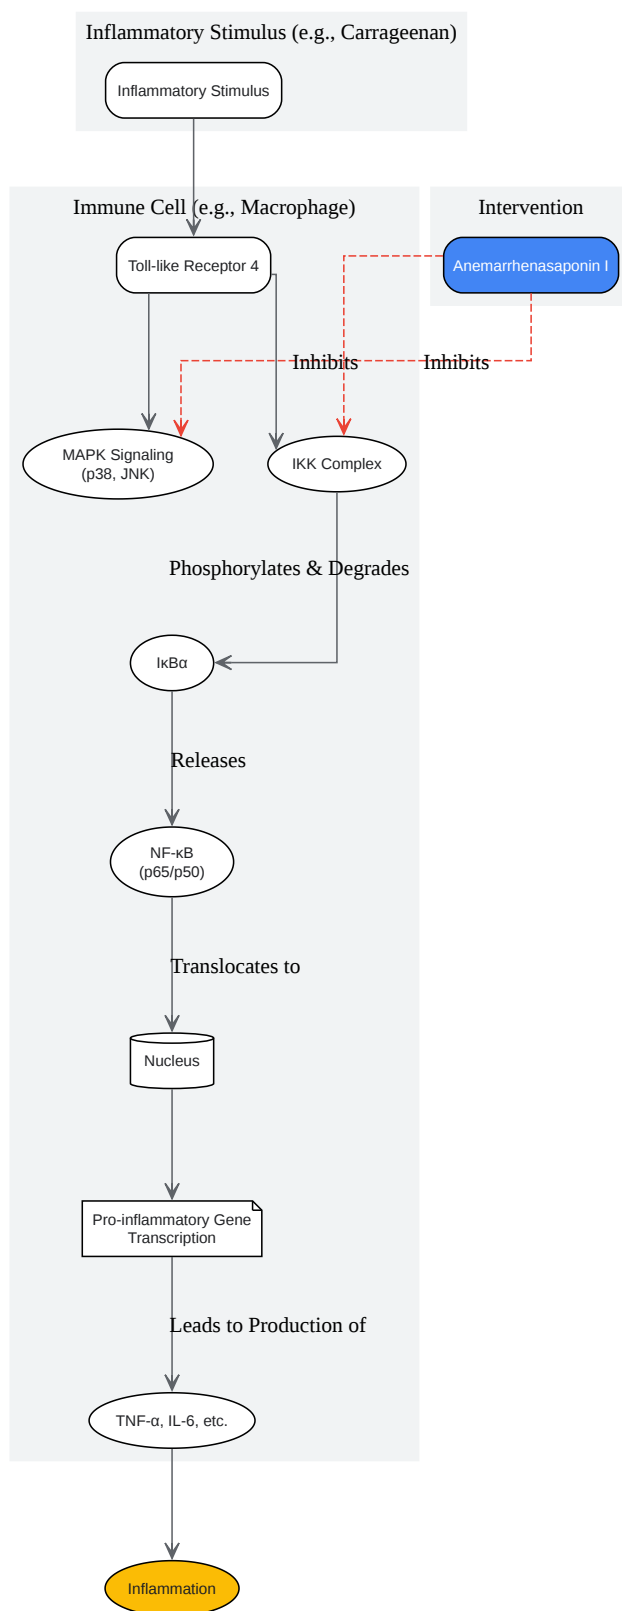 Inflammatory Stimulus (e.g., Carrageenan)
Inflammatory Stimulus
Immune Cell (e.g., Macrophage)
Intervention
Toll-like Receptor 4
Anemarrhenasaponin I
Inhibits
Inhibits
MAPK Signaling
(p38, JNK)
IKK Complex
Phosphorylates & Degrades
IκBα
Releases
NF-κB
(p65/p50)
Translocates to
Nucleus
Pro-inflammatory Gene
Transcription
Leads to Production of
TNF-α, IL-6, etc.
Inflammation